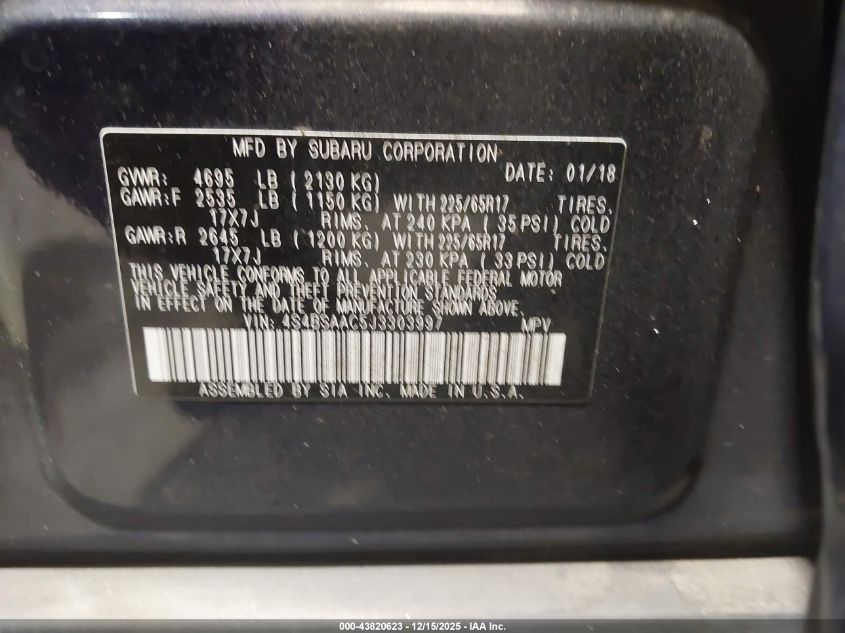 MFD BY SUBARU CORPORATION
DATE: 01/18
GVWR: 4695 LB (2130 KG)
GAWR:F 2535 LB (1150 KG) WITH 225/65R17 TIRES,
17X7J RIMS, AT 240 KPA (35 PSI) COLD
GAWR:R 2645 LB (1200 KG) WITH 225/65R17 TIRES,
17X7J RIMS, AT 230 KPA (33 PSI) COLD
THIS VEHICLE CONFORMS TO ALL APPLICABLE FEDERAL MOTOR
VEHICLE SAFETY AND THEFT PREVENTION STANDARDS
IN EFFECT ON THE DATE OF MANUFACTURE SHOWN ABOVE.
VIN: 4S4BSAAC5J3303997 MPV
ASSEMBLED BY SIA INC. MADE IN U.S.A.
000-43820623 - 12/15/2025 - IAA Inc.